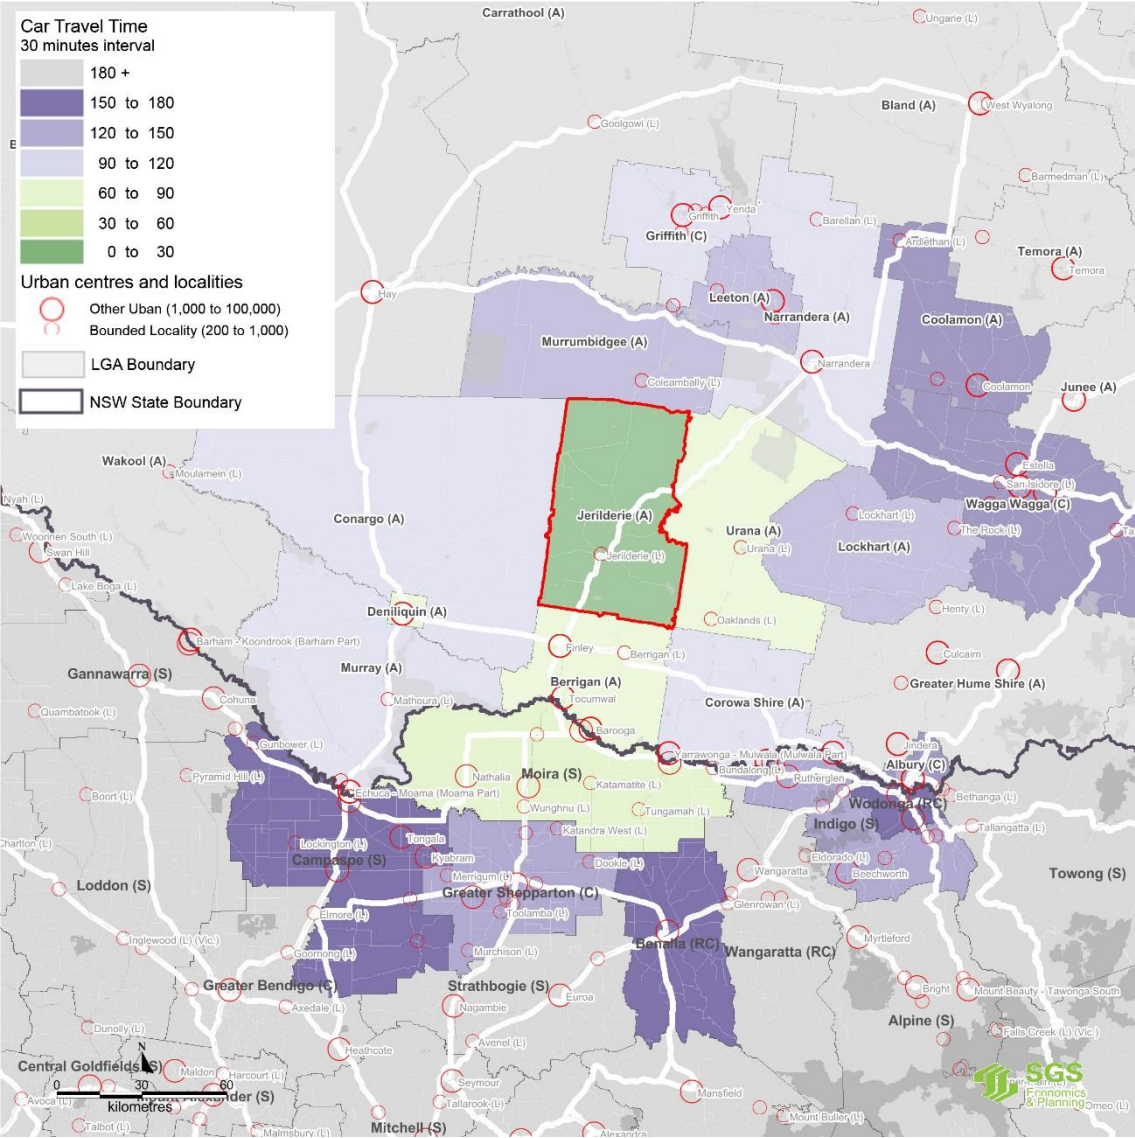 Carrathool (A)
Ungarie (L)
Car Travel Time
30 minutes interval
180 +
150 to 180
120 to 150
90 to 120
60 to 90
30 to 60
0 to 30
Urban centres and localities
Other Uban (1,000 to 100,000)
Bounded Locality (200 to 1,000)
LGA Boundary
NSW State Boundary
B
Bland (A)
West Wyalong
Goolgowi (L)
Barmedman (L)
Yenda
Griffith
Barellan (L)
Griffith (C)
Ardlethan (L)
Temora (A)
Temora
Hay
Leeton (A)
Narrandera (A)
Coolamon (A)
Murrumbidgee (A)
Narrandera
Coleambally (L)
Coolamon
Junee (A)
Wakool (A)
Moulamein (L)
Estella
San Isidore (L)
Nyah (L)
Wagga Wagga (C)
Conargo (A)
Jerilderie (A)
Lockhart (L)
The Rock (L)
Ta
Woorinen South (L)
Swan Hill
Urana (A)
Urana (L)
Lockhart (A)
Jerilderie (L)
Lake Boga (L)
Deniliquin (A)
Henty (L)
Oaklands (L)
Barham - Koondrook (Barham Part)
Finley
Berrigan (L)
Culcairn
Gannawarra (S)
Murray (A)
Berrigan (A)
Greater Hume Shire (A)
Cohuna
Mathoura (L)
Tocumwal
Corowa Shire (A)
Quambatook (L)
Barooga
Gunbower (L)
Yarrawonga - Mulwala (Mulwala Part)
Jindera
Albury (C)
Pyramid Hill (L)
Nathalia
Moira (S)
Bundalong (L)
Rutherglen
Boort (L)
Echuca - Moama (Moama Part)
Katamatite (L)
Bethanga (L)
Wunghnu (L)
Tungamah (L)
Wodonga (RC)
Indigo (S)
Tallangatta (L)
Charlton (L)
Lockington (L)
Tongala
Katandra West (L)
Campaspe (S)
Kyabram
Dookie (L)
Eldorado (L)
Wangaratta
Beechworth
Towong (S)
Loddon (S)
Merrigum (L)
Greater Shepparton (C)
Glenrowan (L)
Elmore (L)
Toolamba (L)
Inglewood (L) (Vic.)
Goornong (L)
Murchison (L)
Benalla (RC)
Wangaratta (RC)
Myrtleford
Greater Bendigo (C)
Strathbogie (S)
Bright
Mount Beauty - Tawonga South
Axedale (L)
Nagambie
Euroa
Alpine (S)
Dunolly (L)
Falls Creek (L) (Vic.)
Avenel (L)
Heathcote
N
Central Goldfields (S)
Maldon
Harcourt (L)
Seymour
SGS
Economics
& Planning
0 30 60
kilometres
Mansfield
Avoca (L)
Mount Alexander (S)
Tallarook (L)
Omeo (L)
Mount Buller (L)
Talbot (L)
Malmsbury (L)
Mitchell (S)
Alexandra